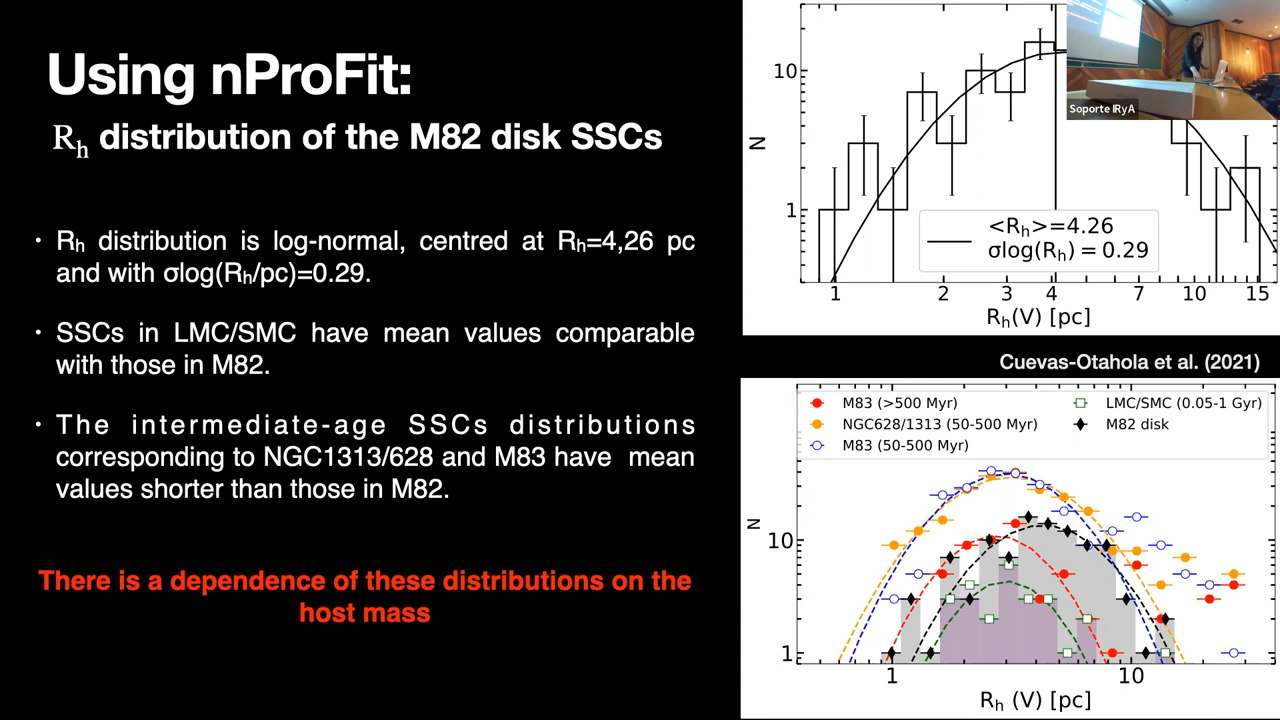 Using nProFit:
Rh distribution of the M82 disk SSCs
• Rh distribution is log-normal, centred at Rh=4,26 pc
and with σlog(Rh/pc)=0.29.
• SSCs in LMC/SMC have mean values comparable
with those in M82.
• The intermediate-age SSCs distributions
corresponding to NGC1313/628 and M83 have mean
values shorter than those in M82.
There is a dependence of these distributions on the
host mass
10
1
N
<Rh>=4.26
σlog(Rh) = 0.29
1 2 3 4 7 10 15
Rh(V) [pc]
Soporte IRyA
Cuevas-Otahola et al. (2021)
M83 (>500 Myr)
NGC628/1313 (50-500 Myr)
M83 (50-500 Myr)
LMC/SMC (0.05-1 Gyr)
M82 disk
N
10
1
1 10
Rh (V) [pc]